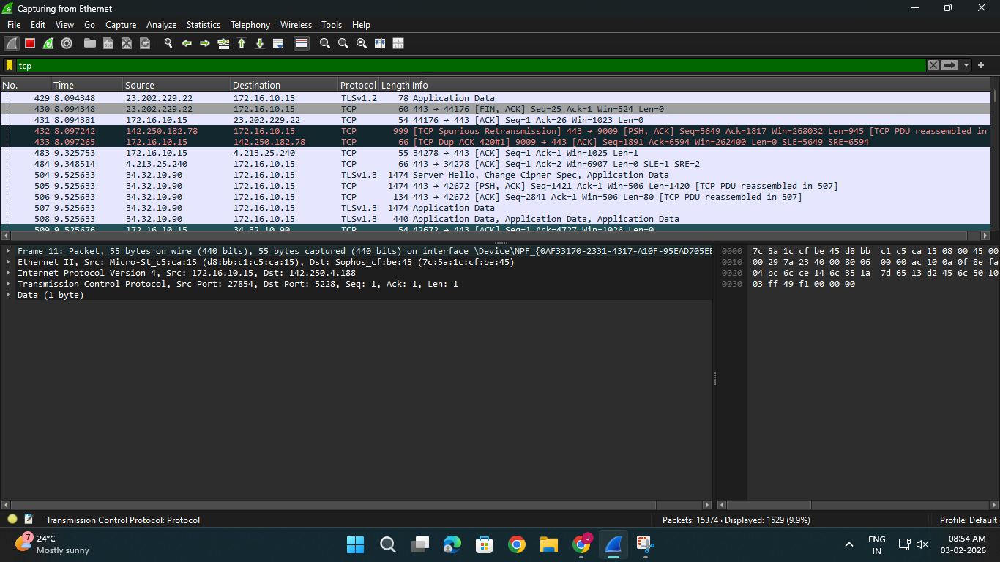 Capturing from Ethernet
File Edit View Go Capture Analyze Statistics Telephony Wireless Tools Help
tcp
No. Time Source Destination Protocol Length Info
429 8.094348 23.202.229.22 172.16.10.15 TLSv1.2 78 Application Data
430 8.094348 23.202.229.22 172.16.10.15 TCP 60 443 → 44176 [FIN, ACK] Seq=25 Ack=1 Win=524 Len=0
431 8.094381 172.16.10.15 23.202.229.22 TCP 54 44176 → 443 [ACK] Seq=1 Ack=26 Win=1023 Len=0
432 8.097242 142.250.182.78 172.16.10.15 TCP 999 [TCP Spurious Retransmission] 443 → 9009 [PSH, ACK] Seq=5649 Ack=1817 Win=268032 Len=945 [TCP PDU reassembled in
433 8.097265 172.16.10.15 142.250.182.78 TCP 66 [TCP Dup ACK 420#1] 9009 → 443 [ACK] Seq=1891 Ack=6594 Win=262400 Len=0 SLE=5649 SRE=6594
483 9.325753 172.16.10.15 4.213.25.240 TCP 55 34278 → 443 [ACK] Seq=1 Ack=1 Win=1025 Len=1
484 9.348514 4.213.25.240 172.16.10.15 TCP 66 443 → 34278 [ACK] Seq=1 Ack=2 Win=6907 Len=0 SLE=1 SRE=2
504 9.525633 34.32.10.90 172.16.10.15 TLSv1.3 1474 Server Hello, Change Cipher Spec, Application Data
505 9.525633 34.32.10.90 172.16.10.15 TCP 1474 443 → 42672 [PSH, ACK] Seq=1421 Ack=1 Win=506 Len=1420 [TCP PDU reassembled in 507]
506 9.525633 34.32.10.90 172.16.10.15 TCP 134 443 → 42672 [ACK] Seq=2841 Ack=1 Win=506 Len=80 [TCP PDU reassembled in 507]
507 9.525633 34.32.10.90 172.16.10.15 TLSv1.3 1474 Application Data
508 9.525633 34.32.10.90 172.16.10.15 TLSv1.3 440 Application Data, Application Data, Application Data
509 9.525676 172.16.10.15 34.32.10.90 TCP 54 42672 → 443 [ACK] Seq=1 Ack=4727 Win=1026 Len=0
Frame 11: Packet, 55 bytes on wire (440 bits), 55 bytes captured (440 bits) on interface \Device\NPF_{0AF33170-2331-4317-A10F-95EAD705EE
Ethernet II, Src: Micro-St_c5:ca:15 (d8:bb:c1:c5:ca:15), Dst: Sophos_cf:be:45 (7c:5a:1c:cf:be:45)
Internet Protocol Version 4, Src: 172.16.10.15, Dst: 142.250.4.188
Transmission Control Protocol, Src Port: 27854, Dst Port: 5228, Seq: 1, Ack: 1, Len: 1
Data (1 byte)
0000 7c 5a 1c cf be 45 d8 bb c1 c5 ca 15 08 00 45 00
0010 00 29 7a 23 40 00 80 06 00 00 ac 10 0a 0f 8e fa
0020 04 bc 6c ce 14 6c 35 1a 7d 65 13 d2 45 6c 50 10
0030 03 ff 49 f1 00 00 00
Transmission Control Protocol: Protocol
Packets: 15374 · Displayed: 1529 (9.9%)
Profile: Default
7
24°C
Mostly sunny
J
ENG
IN
08:54 AM
03-02-2026